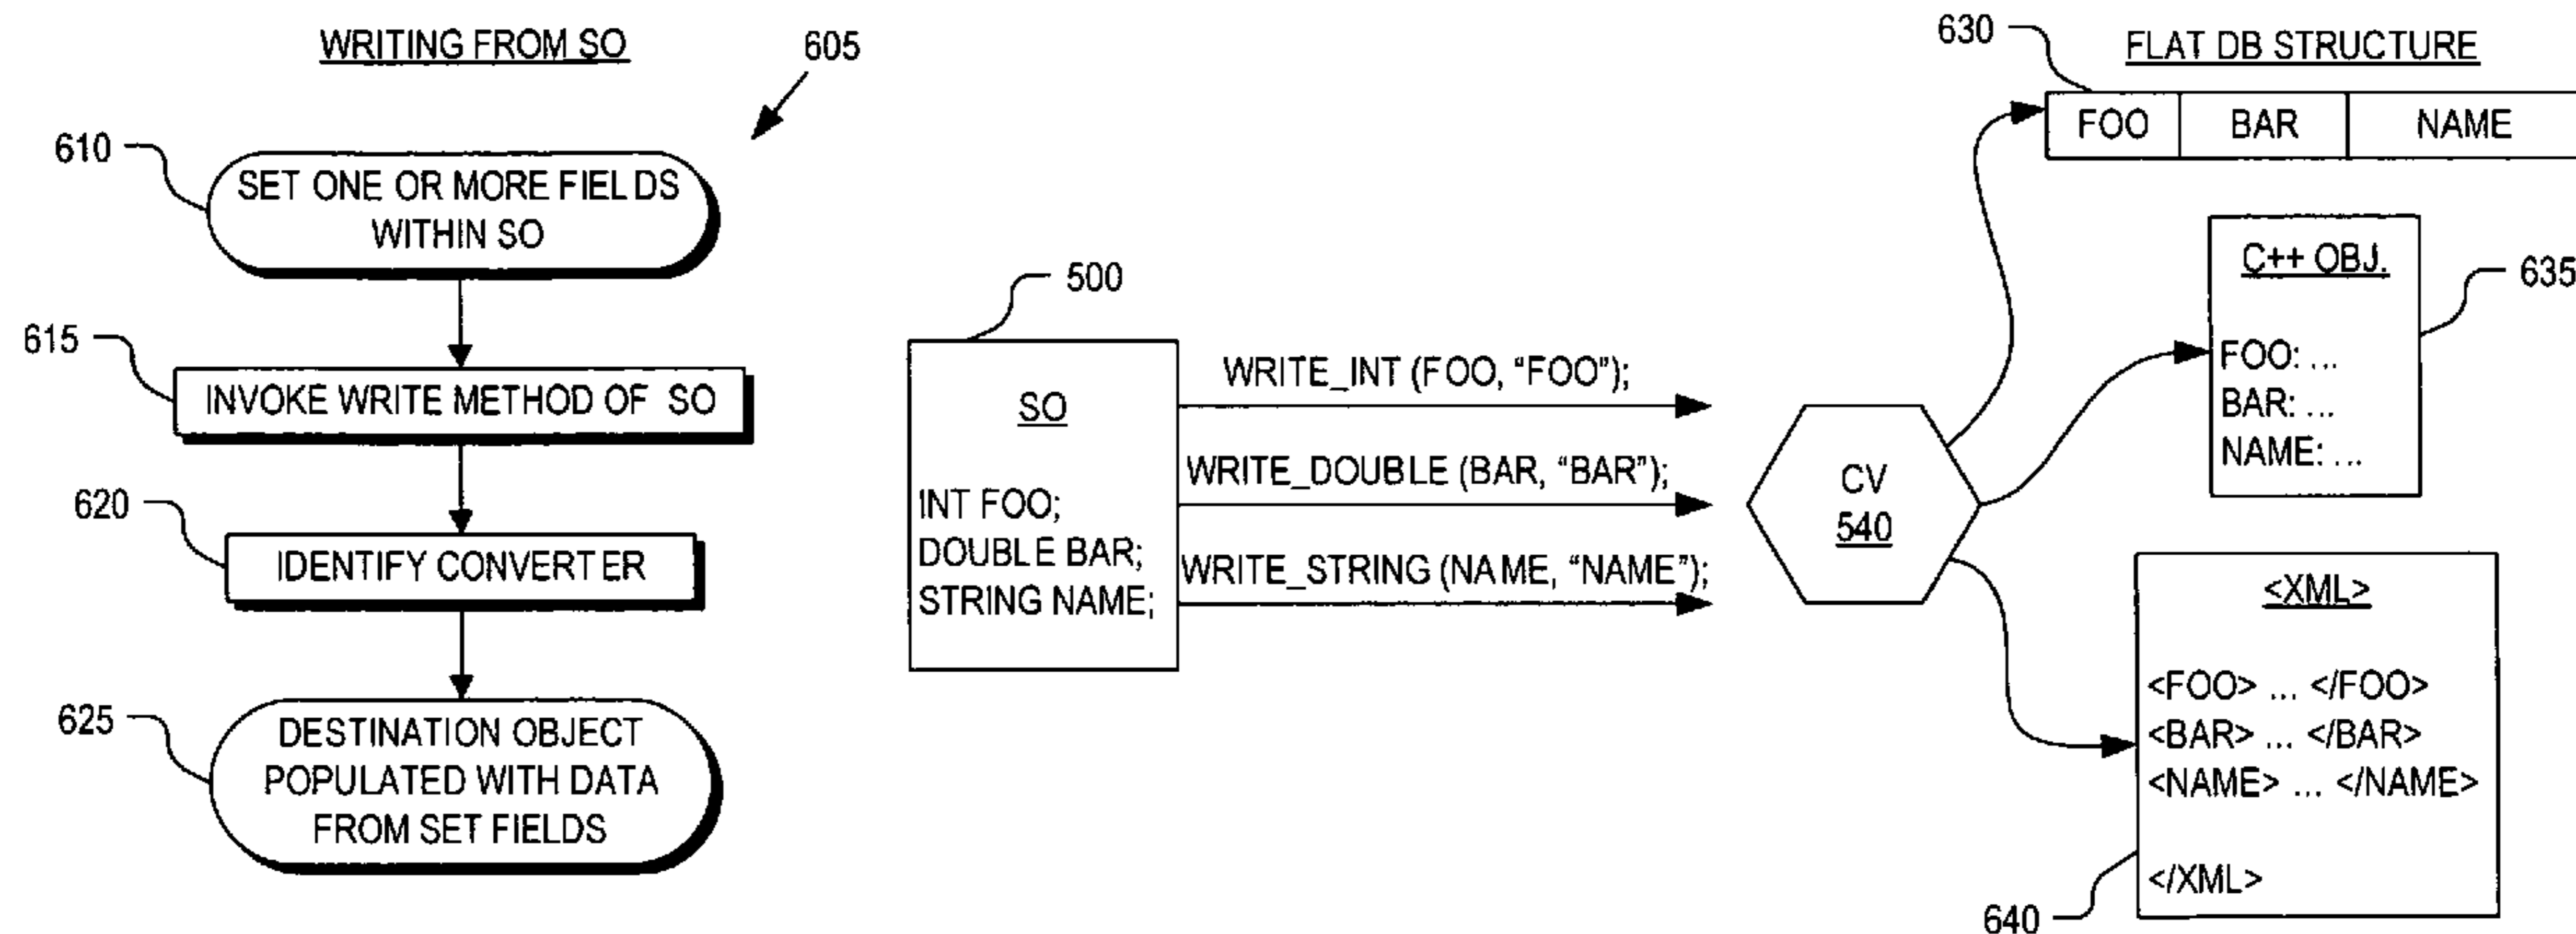 WRITING FROM SO
605
610
SET ONE OR MORE FIELDS
WITHIN SO
615
INVOKE WRITE METHOD OF SO
620
IDENTIFY CONVERTER
625
DESTINATION OBJECT
POPULATED WITH DATA
FROM SET FIELDS
500
SO
INT FOO;
DOUBLE BAR;
STRING NAME;
WRITE_INT (FOO, “FOO”);
WRITE_DOUBLE (BAR, “BAR”);
WRITE_STRING (NAME, “NAME”);
CV
540
630
FLAT DB STRUCTURE
FOO BAR NAME
C++ OBJ.
FOO: ...
BAR: ...
NAME: ...
635
<XML>
<FOO> ... </FOO>
<BAR> ... </BAR>
<NAME> ... </NAME>
</XML>
640